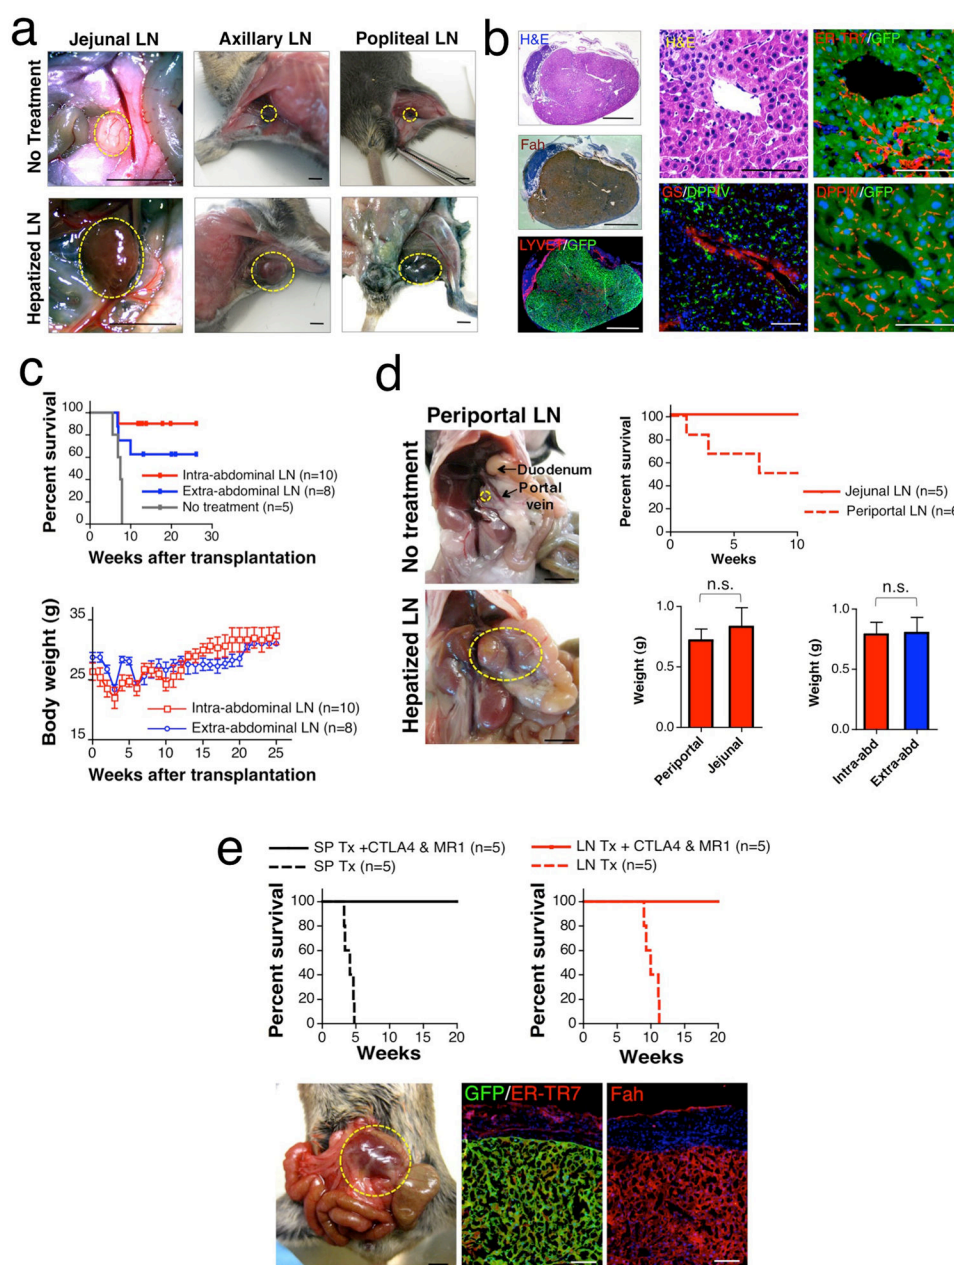 a
Jejunal LN
Axillary LN
Popliteal LN
No Treatment
Hepatized LN
b
H&E
Fah
LYVE1/GFP
H&E
ER-TR7/GFP
GS/DPPIV
DPPIV/GFP
c
Percent survival
100
80
60
40
20
0
0 10 20 30
Intra-abdominal LN (n=10)
Extra-abdominal LN (n=8)
No treatment (n=5)
Weeks after transplantation
Body weight (g)
35
25
15
Intra-abdominal LN (n=10)
Extra-abdominal LN (n=8)
0 5 10 15 20 25
Weeks after transplantation
d
Periportal LN
No treatment
Duodenum
Portal
vein
Hepatized LN
Percent survival
100
80
60
40
20
0
0 5 10
Weeks
Jejunal LN (n=5)
Periportal LN (n=6
n.s.
Weight (g)
1.0
0.5
0.0
Periportal
Jejunal
n.s.
Weight (g)
1.0
0.5
0.0
Intra-abd
Extra-abd
e
SP Tx +CTLA4 & MR1 (n=5)
SP Tx (n=5)
LN Tx + CTLA4 & MR1 (n=5)
LN Tx (n=5)
Percent survival
100
80
60
40
20
0
0 5 10 15 20
Weeks
Percent survival
100
80
60
40
20
0
0 5 10 15 20
Weeks
GFP/ER-TR7
Fah